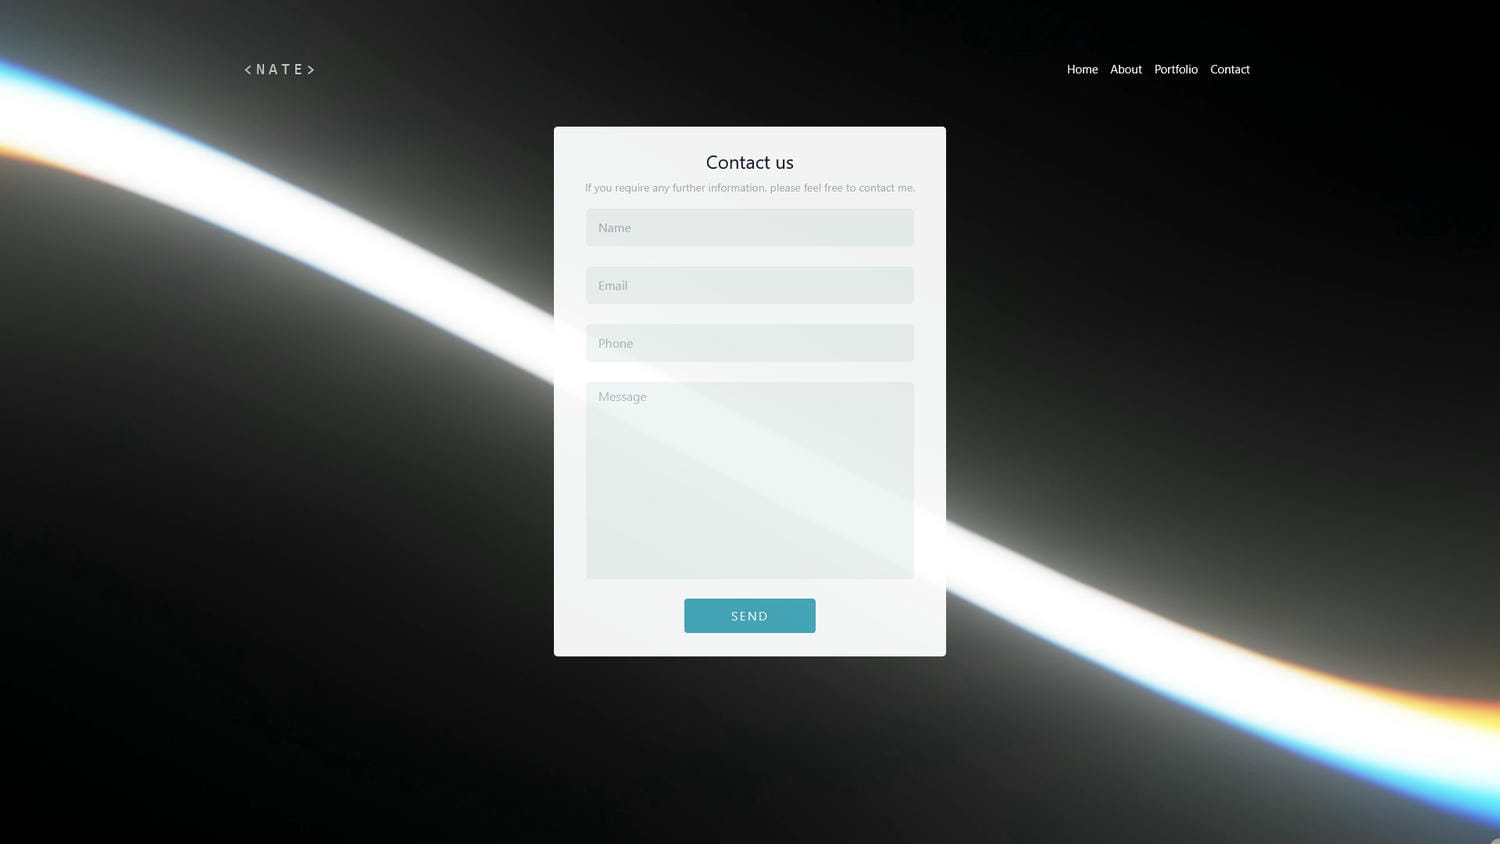 <NATE>
Home About Portfolio Contact
Contact us
If you require any further information, please feel free to contact me.
Name
Email
Phone
Message
SEND